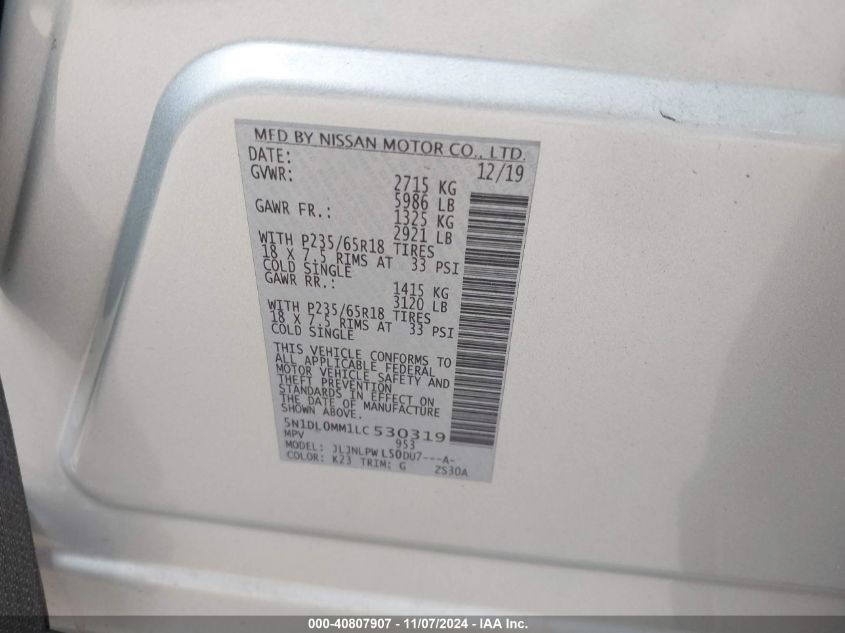 MFD BY NISSAN MOTOR CO., LTD.
DATE: 12/19
GVWR: 2715 KG
5986 LB
GAWR FR.: 1325 KG
2921 LB
WITH P235/65R18 TIRES
18 X 7.5 RIMS AT 33 PSI
COLD SINGLE
GAWR RR.: 1415 KG
3120 LB
WITH P235/65R18 TIRES
18 X 7.5 RIMS AT 33 PSI
COLD SINGLE
THIS VEHICLE CONFORMS TO
ALL APPLICABLE FEDERAL
MOTOR VEHICLE SAFETY AND
THEFT PREVENTION
STANDARDS IN EFFECT ON
THE DATE OF MANUFACTURE
SHOWN ABOVE.
5N1DL0MM1LC530319
MPV 953
MODEL: JLJNLPWL50DU7---A-
COLOR: K23 TRIM: G ZS30A
000-40807907 - 11/07/2024 - IAA Inc.